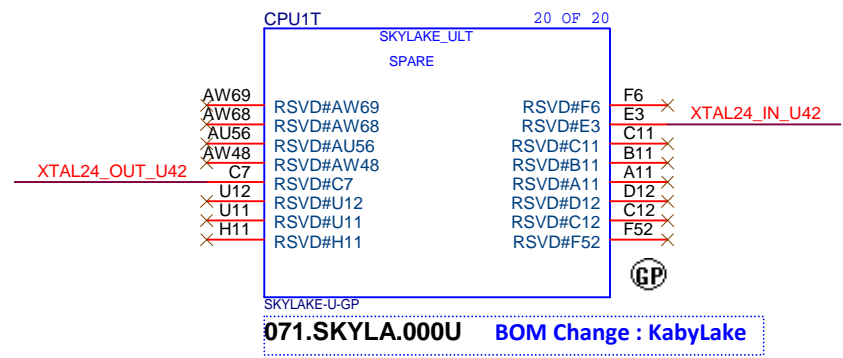 CPU1T 20 OF 20
SKYLAKE_ULT
SPARE
AW69 RSVD#AW69 RSVD#F6 F6
AW68 RSVD#AW68 RSVD#E3 E3 XTAL24_IN_U42
AU56 RSVD#AU56 RSVD#C11 C11
AW48 RSVD#AW48 RSVD#B11 B11
XTAL24_OUT_U42 C7 RSVD#C7 RSVD#A11 A11
U12 RSVD#U12 RSVD#D12 D12
U11 RSVD#U11 RSVD#C12 C12
H11 RSVD#H11 RSVD#F52 F52
GP
SKYLAKE-U-GP
071.SKYLA.000U BOM Change : KabyLake